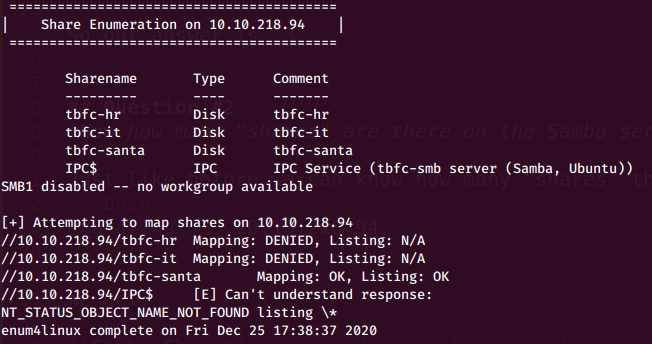 =========================================
|    Share Enumeration on 10.10.218.94    |
=========================================
Sharename       Type      Comment
---------       ----      -------
tbfc-hr         Disk      tbfc-hr
tbfc-it         Disk      tbfc-it
tbfc-santa      Disk      tbfc-santa
IPC$            IPC       IPC Service (tbfc-smb server (Samba, Ubuntu))
SMB1 disabled -- no workgroup available
[+] Attempting to map shares on 10.10.218.94
//10.10.218.94/tbfc-hr  Mapping: DENIED, Listing: N/A
//10.10.218.94/tbfc-it  Mapping: DENIED, Listing: N/A
//10.10.218.94/tbfc-santa       Mapping: OK, Listing: OK
//10.10.218.94/IPC$     [E] Can't understand response:
NT_STATUS_OBJECT_NAME_NOT_FOUND listing \*
enum4linux complete on Fri Dec 25 17:38:37 2020